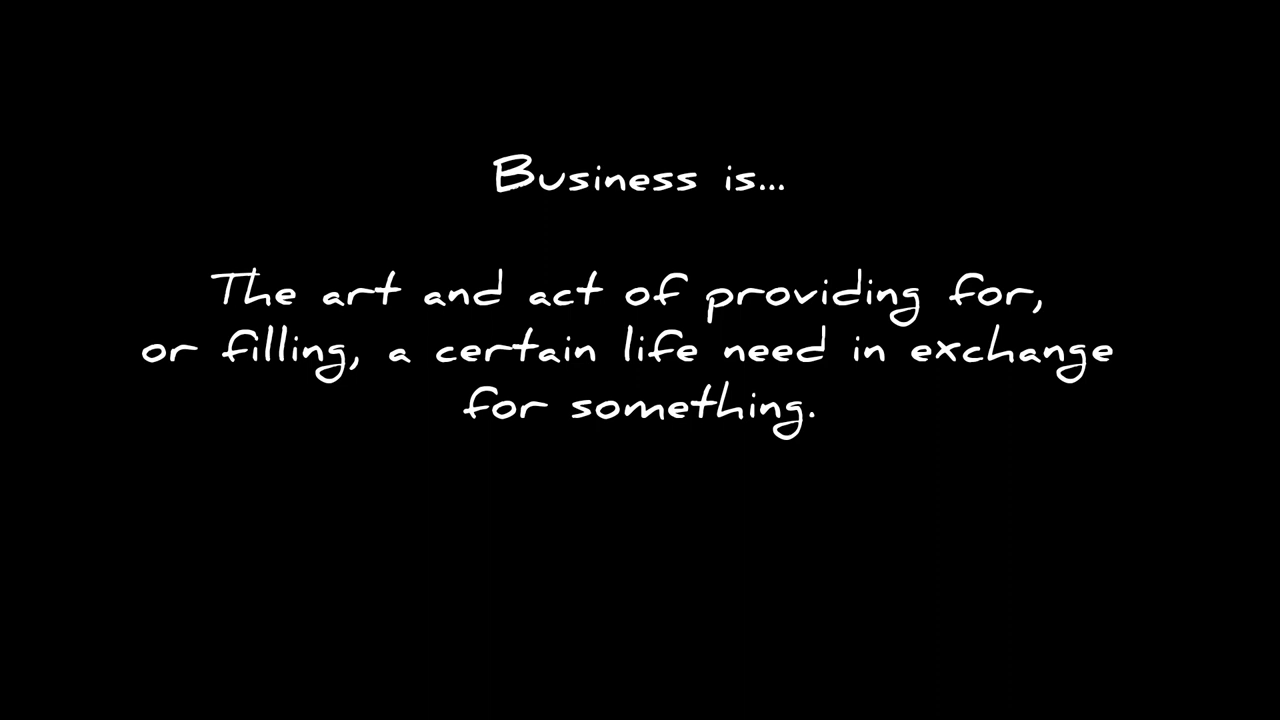 Business is...
The art and act of providing for,
or filling, a certain life need in exchange
for something.